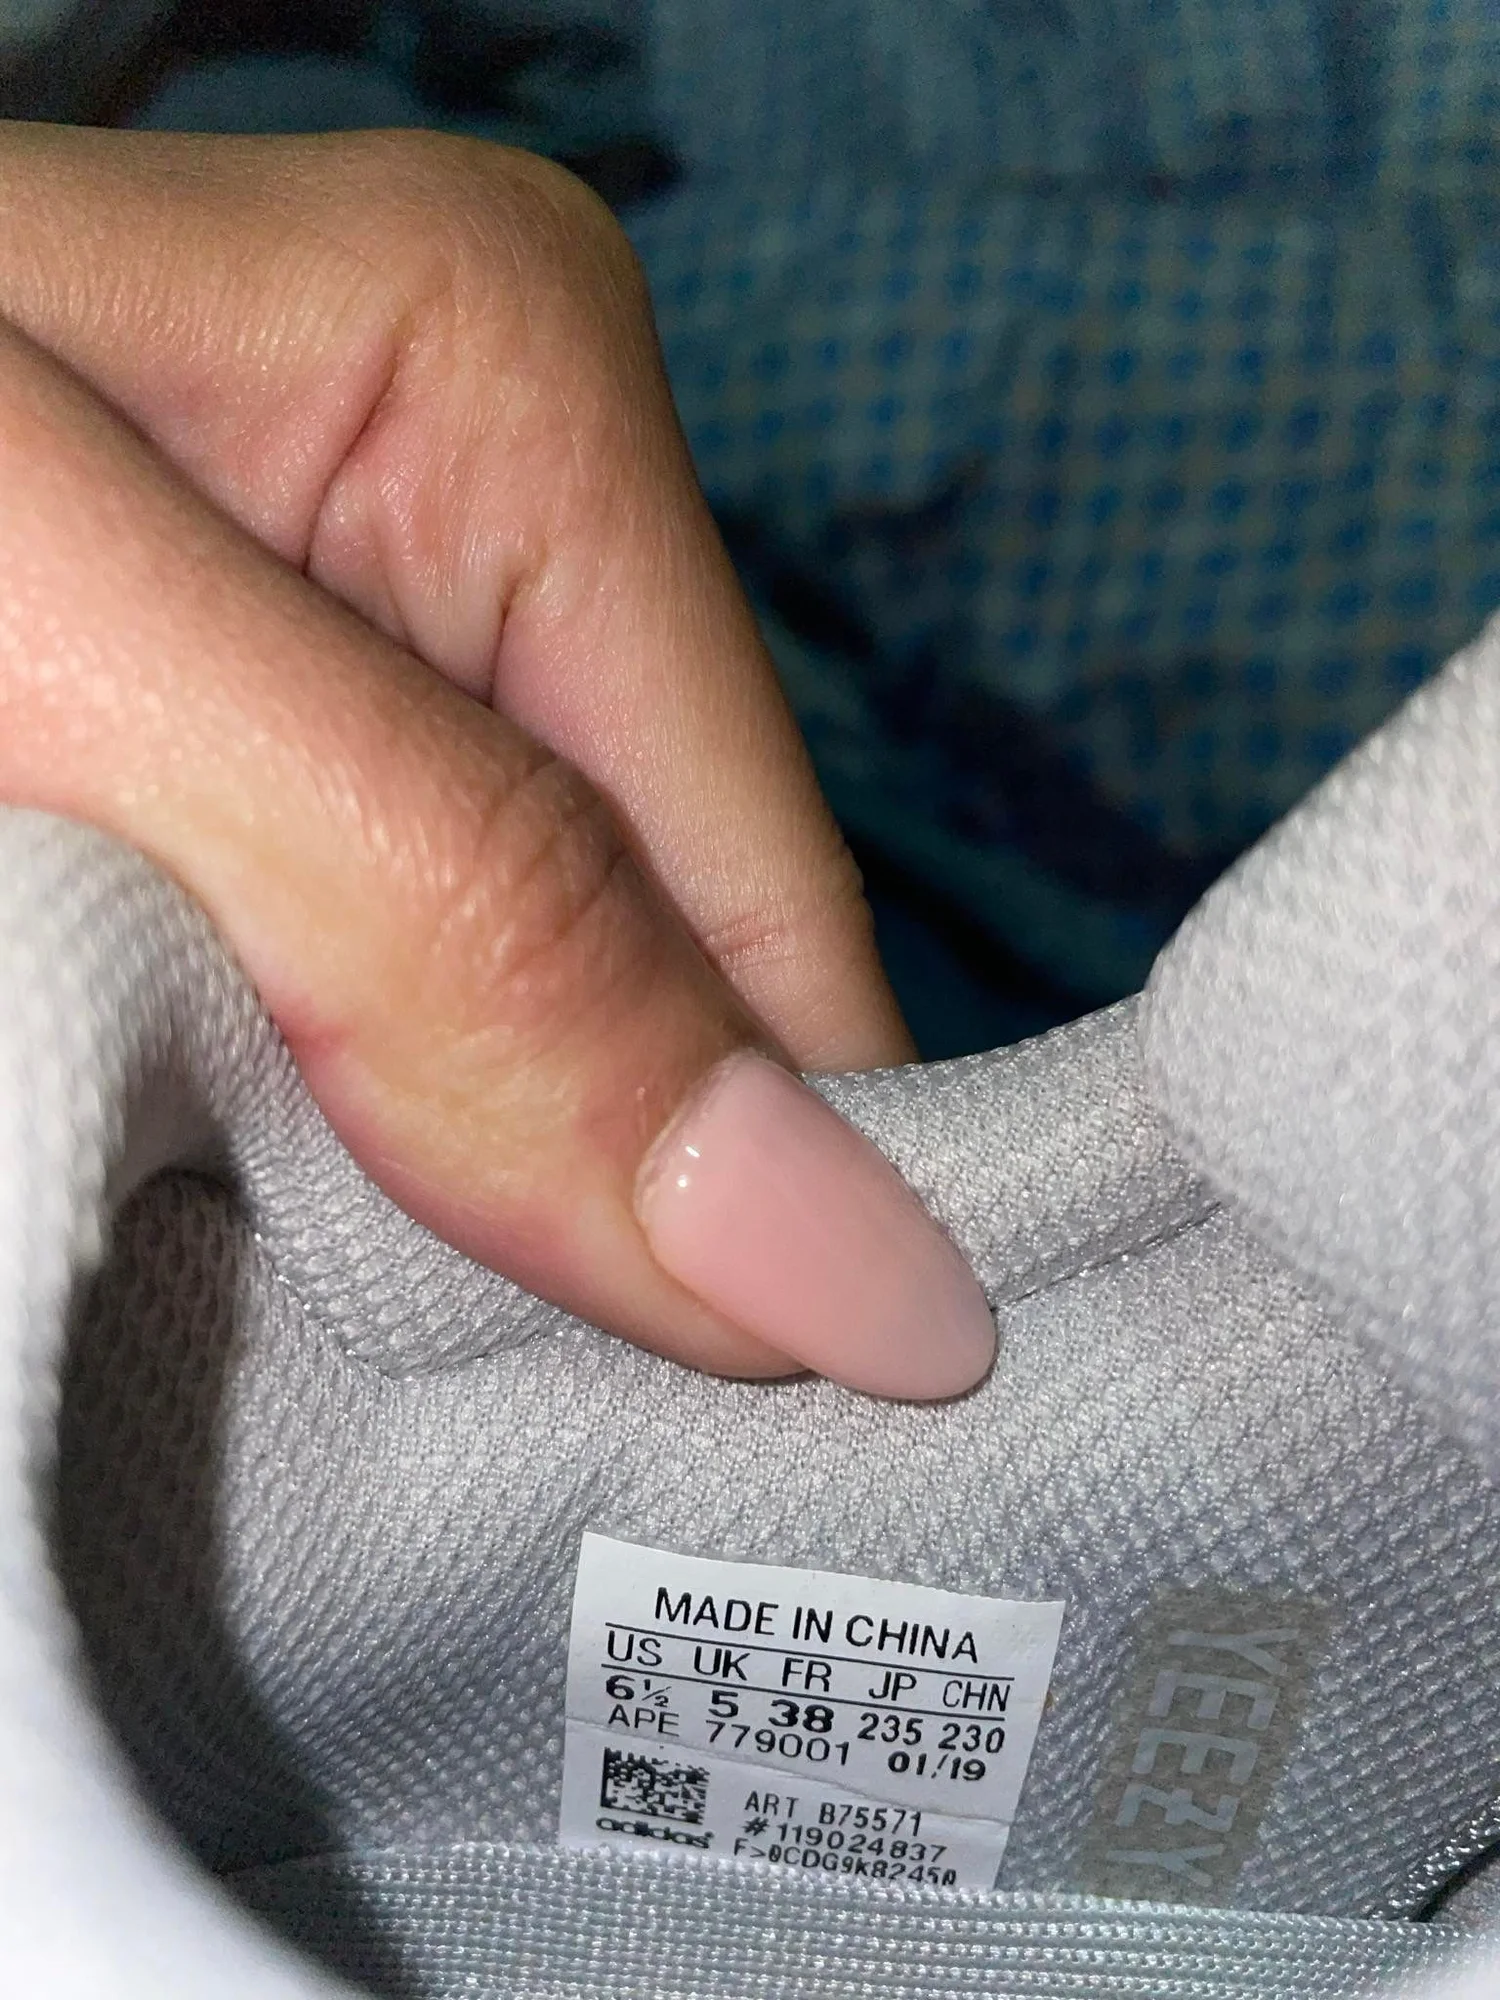 MADE IN CHINA
US UK FR JP CHN
6½ 5 38 235 230
APE 779001 01/19
ART B75571
#119024837
adidas
F>0CDG9K82450
YEEZY